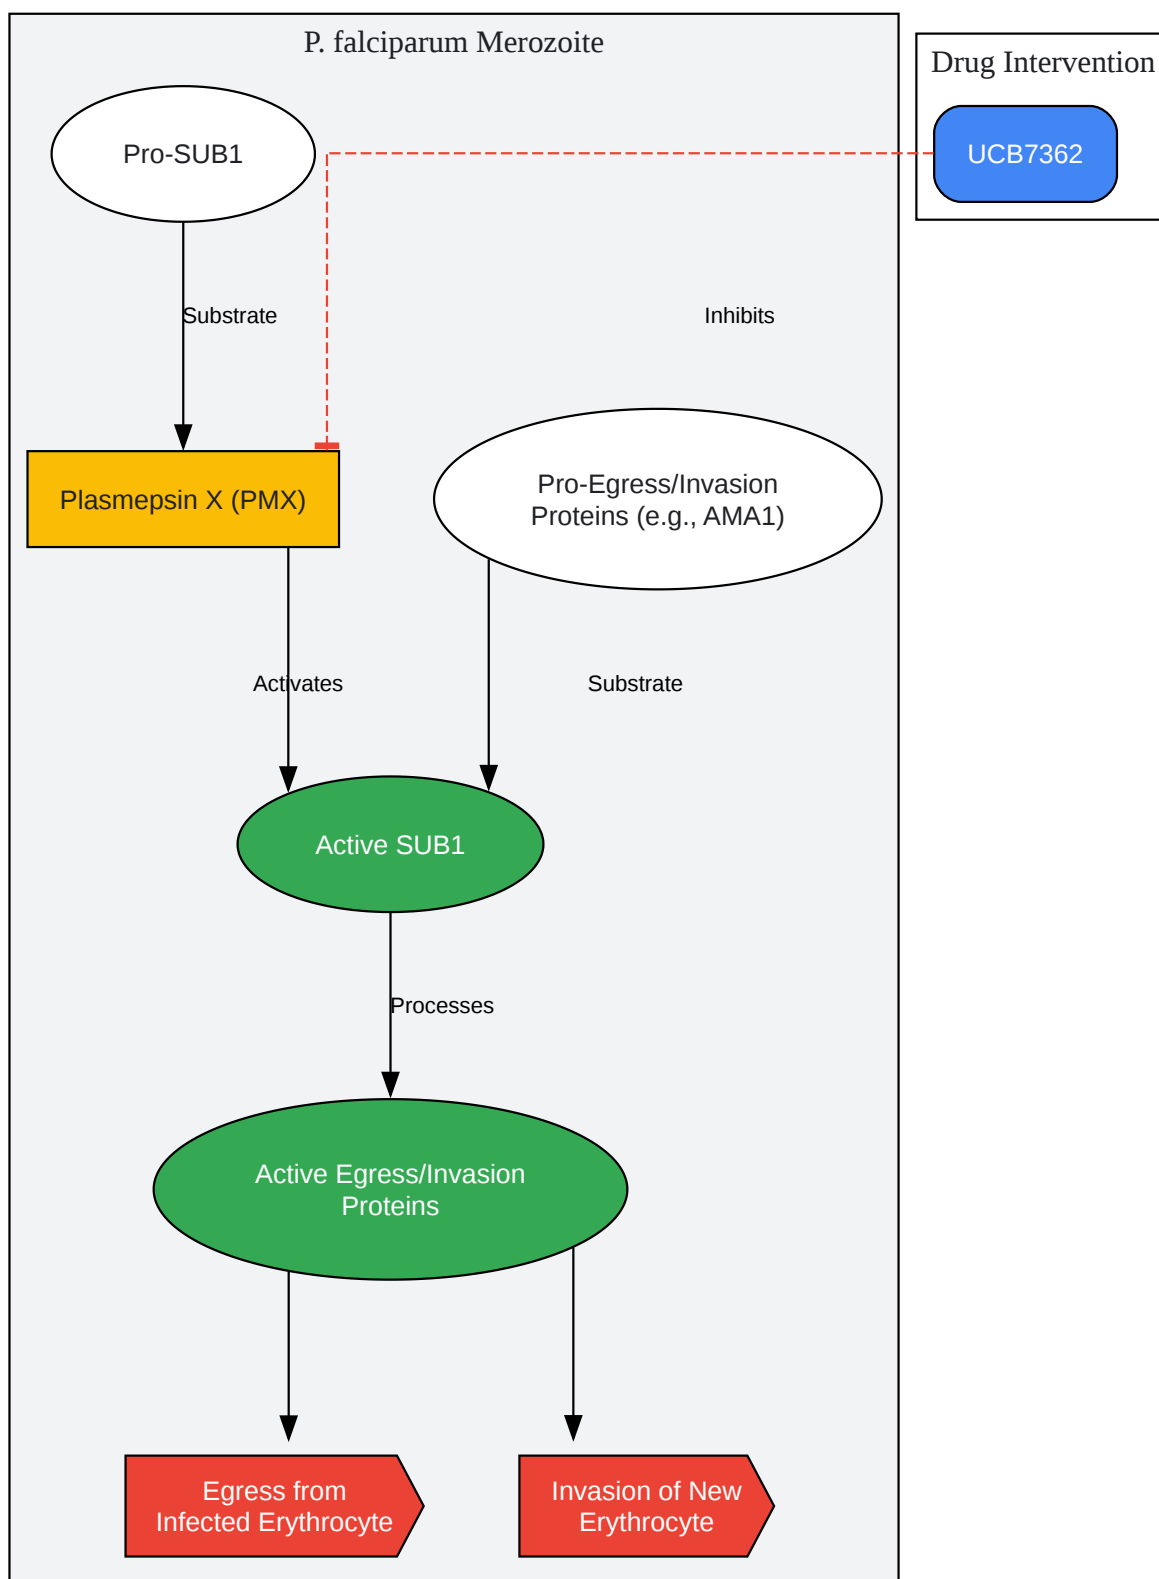 P. falciparum Merozoite
Drug Intervention
Pro-SUB1
UCB7362
Substrate
Inhibits
Plasmepsin X (PMX)
Pro-Egress/Invasion
Proteins (e.g., AMA1)
Activates
Substrate
Active SUB1
Processes
Active Egress/Invasion
Proteins
Egress from
Infected Erythrocyte
Invasion of New
Erythrocyte